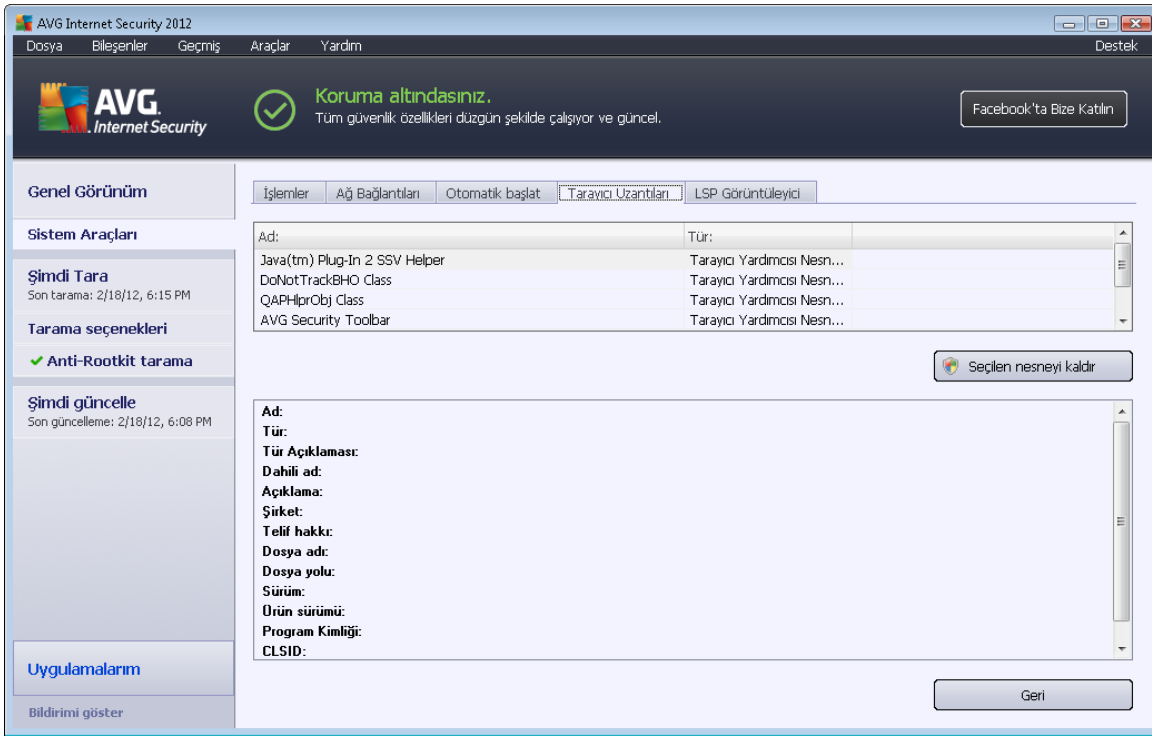 AVG Internet Security 2012
Dosya Bileşenler Geçmiş Araçlar Yardım Destek
AVG.
Internet Security
Koruma altındasınız.
Tüm güvenlik özellikleri düzgün şekilde çalışıyor ve güncel.
Facebook'ta Bize Katılın
Genel Görünüm
Sistem Araçları
Şimdi Tara
Son tarama: 2/18/12, 6:15 PM
Tarama seçenekleri
Anti-Rootkit tarama
Şimdi güncelle
Son güncelleme: 2/18/12, 6:08 PM
Uygulamalarım
Bildirimi göster
İşlemler Ağ Bağlantıları Otomatik başlat Tarayıcı Uzantıları LSP Görüntüleyici
Ad: Tür:
Java(tm) Plug-In 2 SSV Helper Tarayıcı Yardımcısı Nesn...
DoNotTrackBHO Class Tarayıcı Yardımcısı Nesn...
QAPHlprObj Class Tarayıcı Yardımcısı Nesn...
AVG Security Toolbar Tarayıcı Yardımcısı Nesn...
Seçilen nesneyi kaldır
Ad:
Tür:
Tür Açıklaması:
Dahili ad:
Açıklama:
Şirket:
Telif hakkı:
Dosya adı:
Dosya yolu:
Sürüm:
Ürün sürümü:
Program Kimliği:
CLSID:
Geri